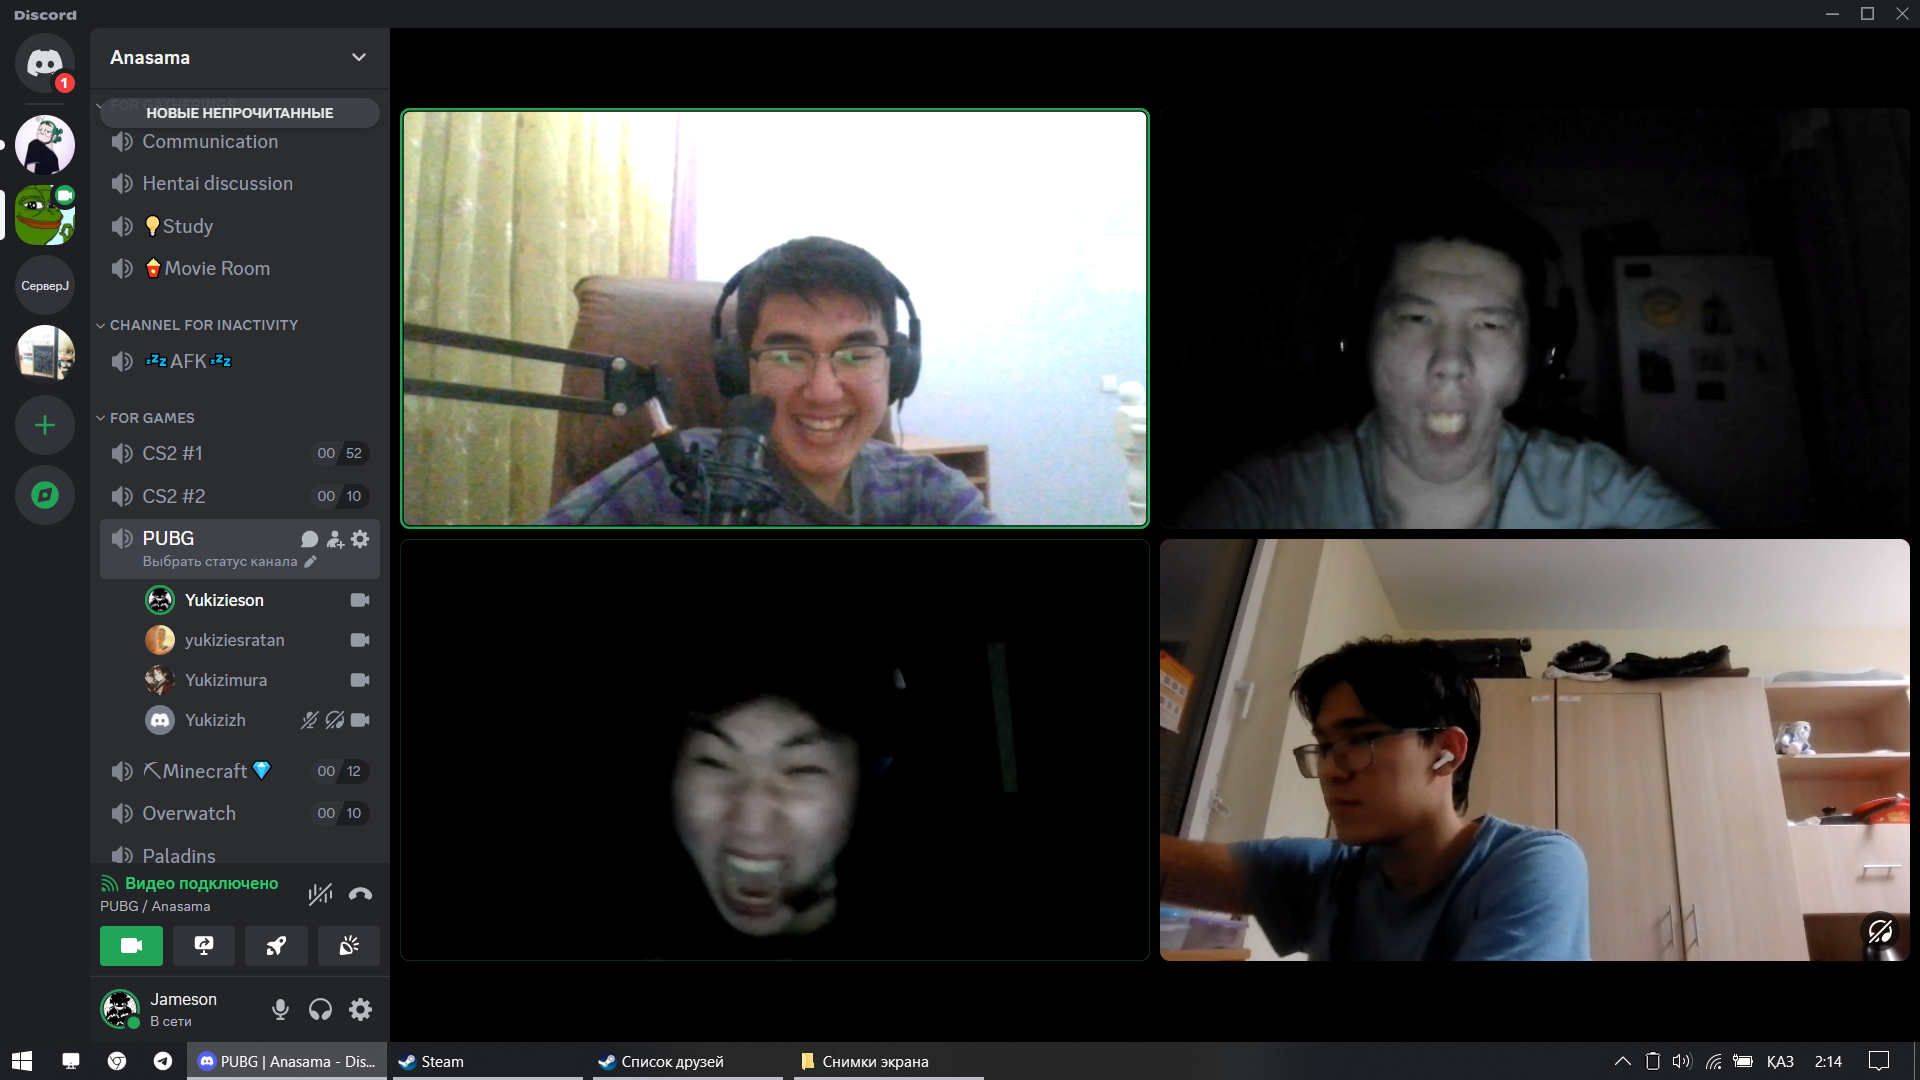 Discord
1
СерверJ
Anasama
FOR GATHERINGS
НОВЫЕ НЕПРОЧИТАННЫЕ
Communication
Hentai discussion
Study
Movie Room
CHANNEL FOR INACTIVITY
AFK
FOR GAMES
CS2 #1 00 52
CS2 #2 00 10
PUBG
Выбрать статус канала
Yukizieson
yukiziesratan
Yukizimura
Yukizizh
Minecraft 00 12
Overwatch 00 10
Paladins
Видео подключено
PUBG / Anasama
Jameson
В сети
PUBG | Anasama - Dis...
Steam
Список друзей
Снимки экрана
ҚАЗ
2:14